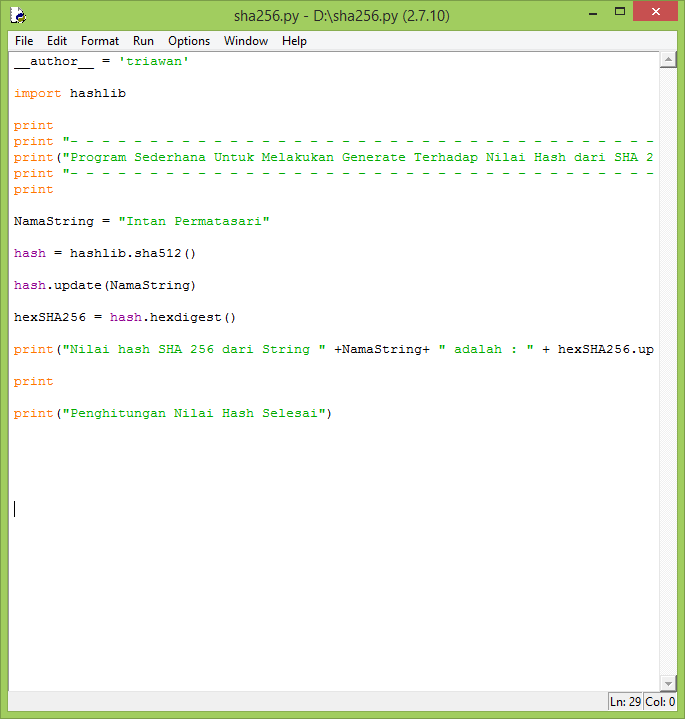 sha256.py - D:\sha256.py (2.7.10)
File Edit Format Run Options Window Help
__author__ = 'triawan'
import hashlib
print
print "- - - - - - - - - - - - - - - - - - - - - - - - - - - - - - - - - - - - -
print("Program Sederhana Untuk Melakukan Generate Terhadap Nilai Hash dari SHA 2
print "- - - - - - - - - - - - - - - - - - - - - - - - - - - - - - - - - - - - -
print
NamaString = "Intan Permatasari"
hash = hashlib.sha512()
hash.update(NamaString)
hexSHA256 = hash.hexdigest()
print("Nilai hash SHA 256 dari String " +NamaString+ " adalah : " + hexSHA256.up
print
print("Penghitungan Nilai Hash Selesai")
Ln: 29 Col: 0